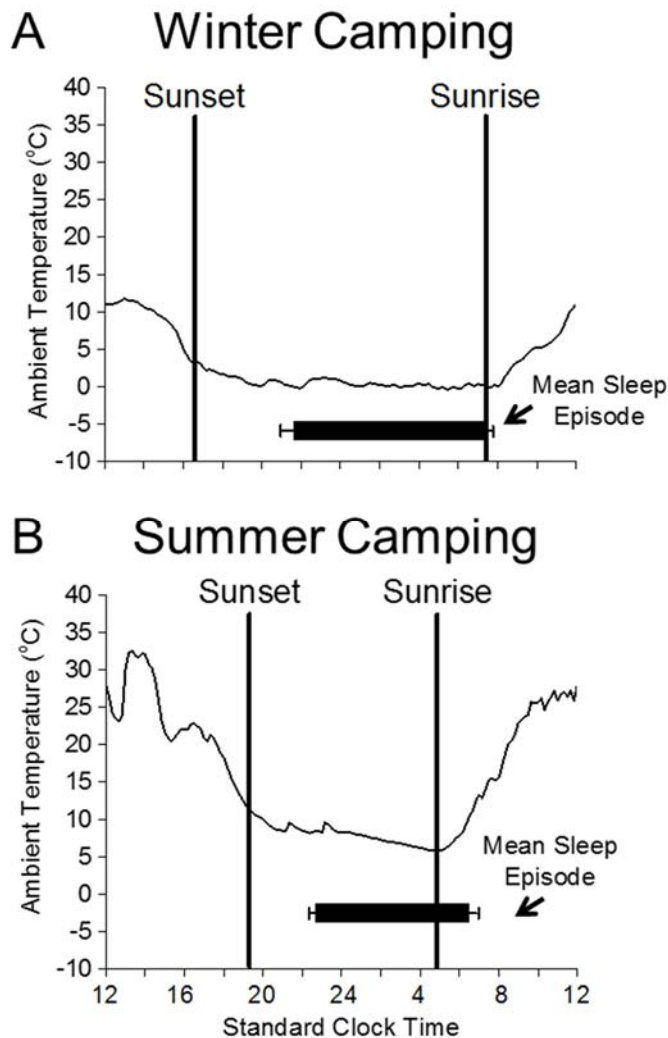 A Winter Camping
Sunset Sunrise
40
35
30
25
20
15
10
5
0
-5
-10
Ambient Temperature (°C)
Mean Sleep
Episode
B Summer Camping
Sunset Sunrise
40
35
30
25
20
15
10
5
0
-5
-10
Ambient Temperature (°C)
Mean Sleep
Episode
12 16 20 24 4 8 12
Standard Clock Time